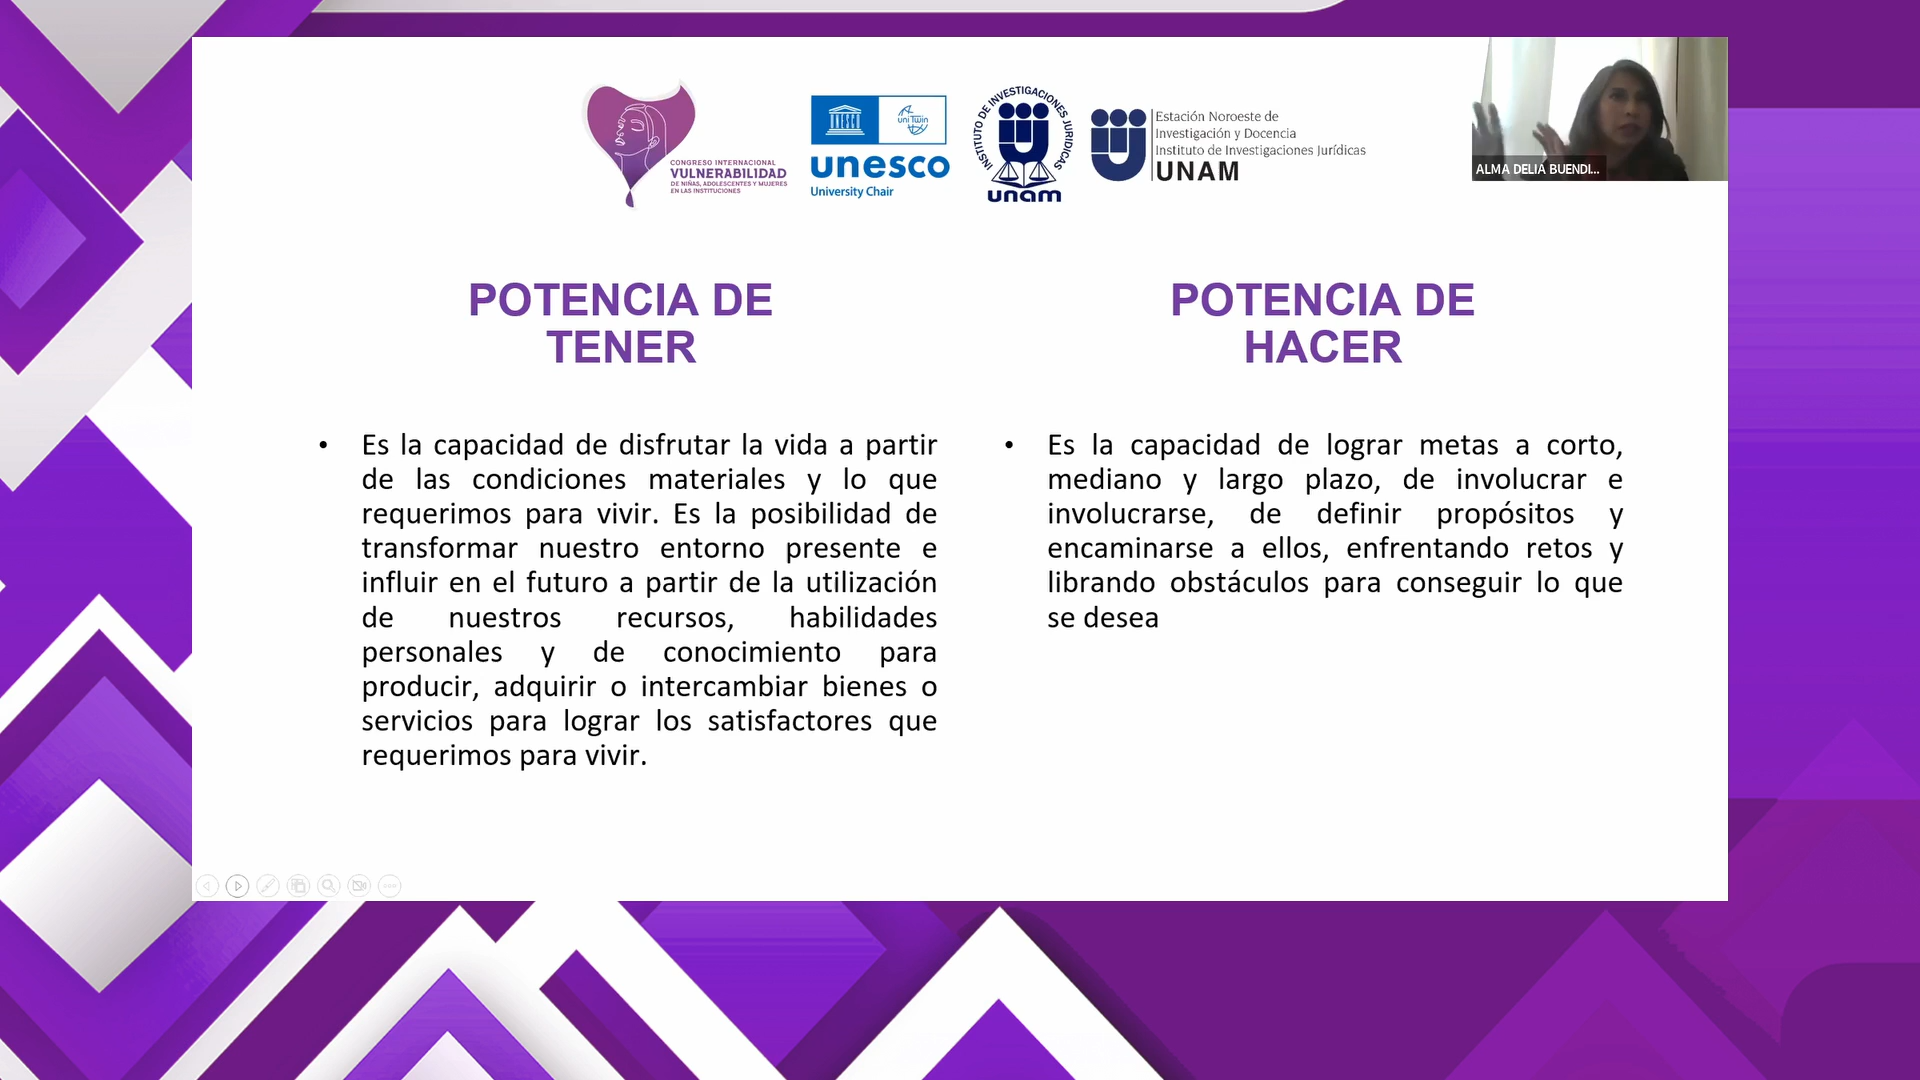 CONGRESO INTERNACIONAL
VULNERABILIDAD
DE NIÑAS, ADOLESCENTES Y MUJERES
EN LAS INSTITUCIONES
UNESCO
uni Twin
unesco
University Chair
INSTITUTO DE INVESTIGACIONES JURIDICAS
unam
Estación Noroeste de
Investigación y Docencia
Instituto de Investigaciones Jurídicas
UNAM
ALMA DELIA BUENDI...
POTENCIA DE
TENER
• Es la capacidad de disfrutar la vida a partir
de las condiciones materiales y lo que
requerimos para vivir. Es la posibilidad de
transformar nuestro entorno presente e
influir en el futuro a partir de la utilización
de nuestros recursos, habilidades
personales y de conocimiento para
producir, adquirir o intercambiar bienes o
servicios para lograr los satisfactores que
requerimos para vivir.
POTENCIA DE
HACER
• Es la capacidad de lograr metas a corto,
mediano y largo plazo, de involucrar e
involucrarse, de definir propósitos y
encaminarse a ellos, enfrentando retos y
librando obstáculos para conseguir lo que
se desea